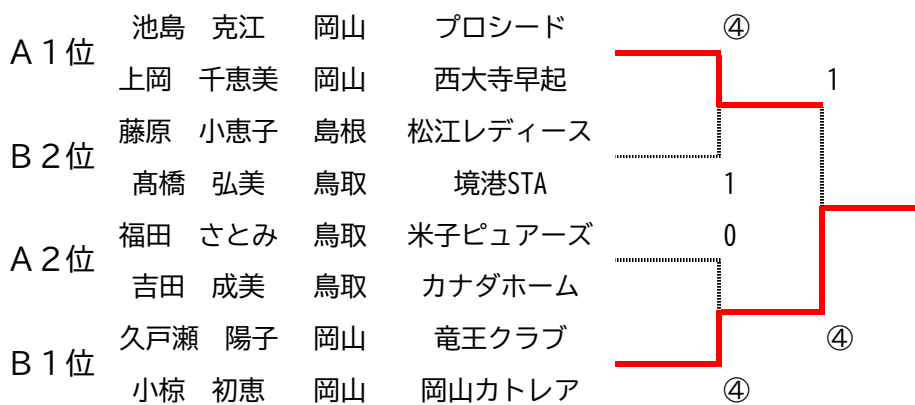 池島 克江 岡山 プロシード ④
A1位
上岡 千恵美 岡山 西大寺早起 1
藤原 小恵子 島根 松江レディース
B2位
髙橋 弘美 鳥取 境港STA 1
福田 さとみ 鳥取 米子ピュアーズ 0
A2位
吉田 成美 鳥取 カナダホーム
久戸瀬 陽子 岡山 竜王クラブ ④
B1位
小椋 初恵 岡山 岡山カトレア ④